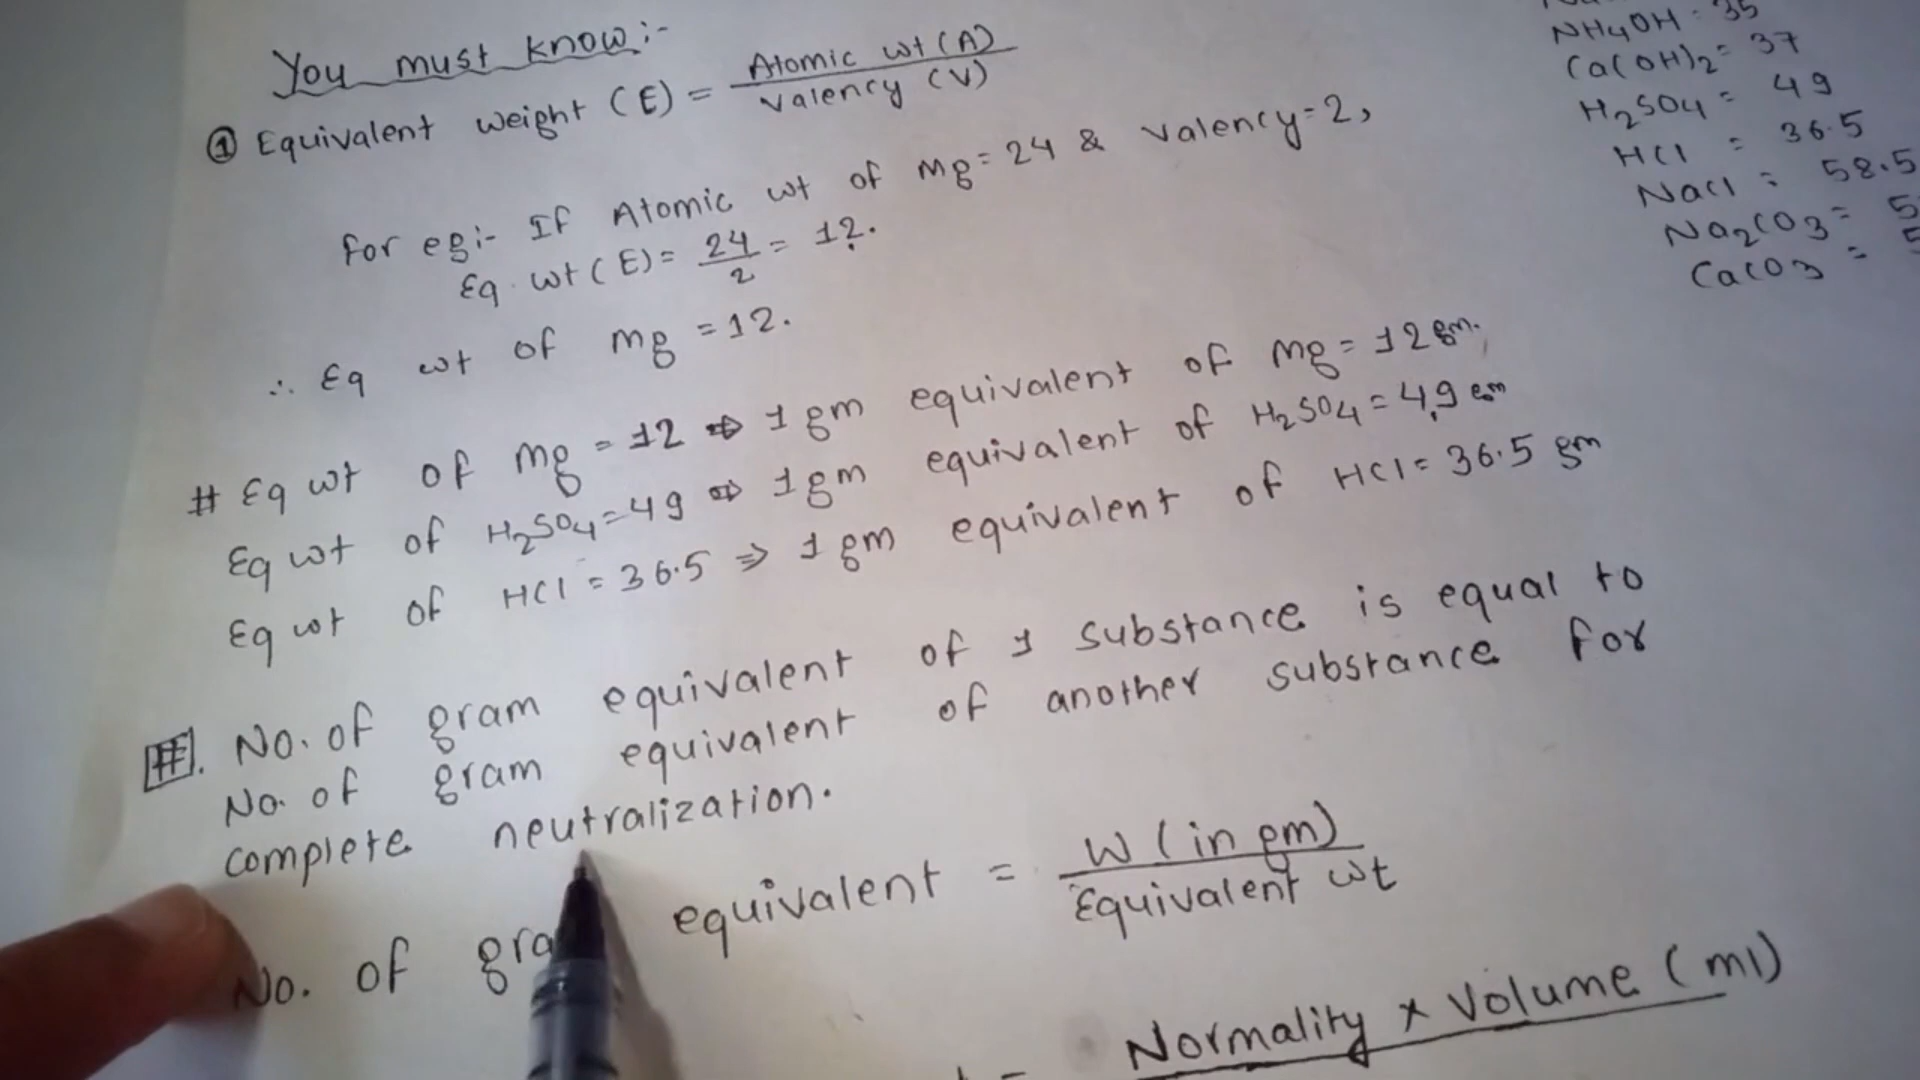 You must know:-
① Equivalent weight (E) = Atomic wt (A)
Valency (V)
For eg:- If Atomic wt of Mg = 24 & valency = 2,
Eq. wt (E) = 24 = 12.
2
∴ Eq wt of Mg = 12.
# Eq wt of Mg = 12 ⇒ 1 gm equivalent of Mg = 12 gm.
Eq wt of H2SO4 = 49 ⇒ 1gm equivalent of H2SO4 = 49 gm
Eq wt of HCl = 36.5 ⇒ 1 gm equivalent of HCl = 36.5 gm
#. No. of gram equivalent of 1 substance is equal to
No. of gram equivalent of another substance for
complete neutralization.
No. of gra equivalent = W (in gm)
Equivalent wt
Normality x Volume (ml)
NH4OH = 35
Ca(OH)2 = 37
H2SO4 = 49
HCl = 36.5
NaCl = 58.5
Na2CO3 = 5
CaCO3 = 5